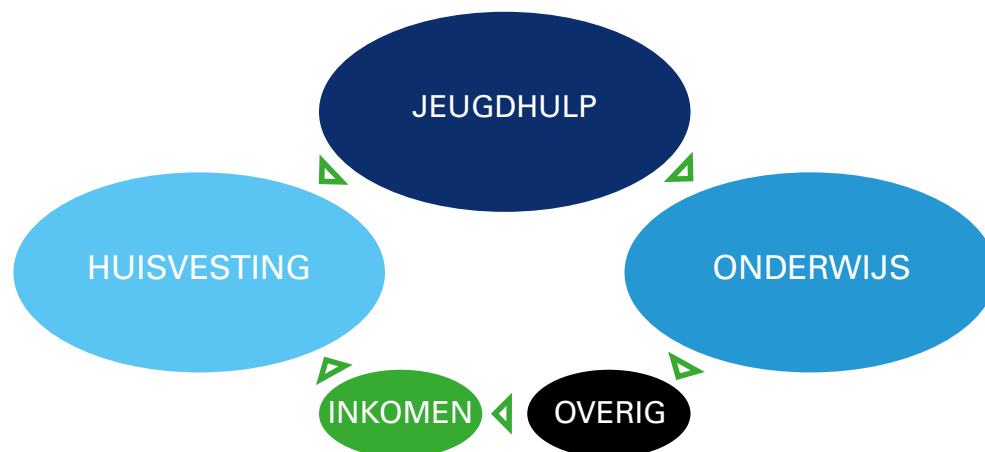 JEUGDHULP
HUISVESTING
ONDERWIJS
INKOMEN
OVERIG